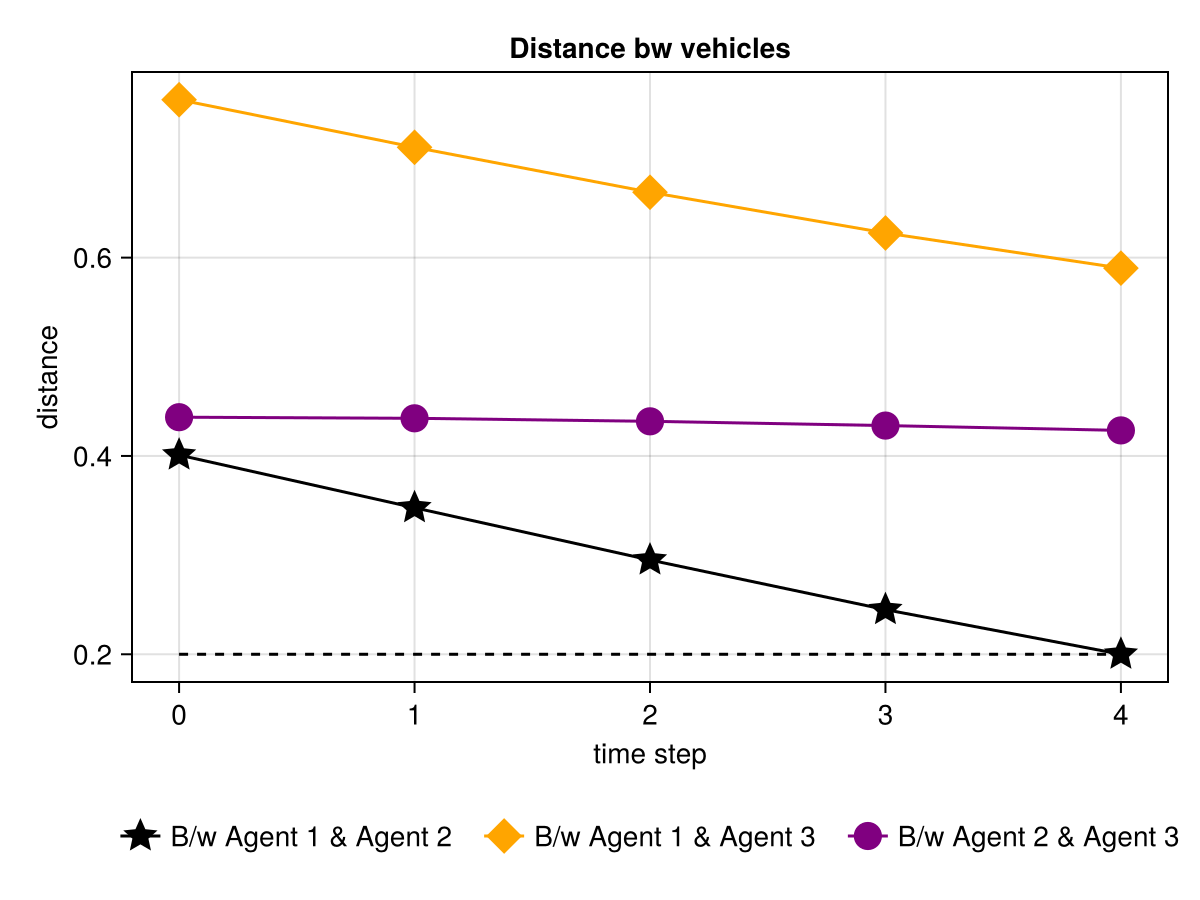 Distance bw vehicles
distance
0.6
0.4
0.2
0 1 2 3 4
time step
B/w Agent 1 & Agent 2 B/w Agent 1 & Agent 3 B/w Agent 2 & Agent 3